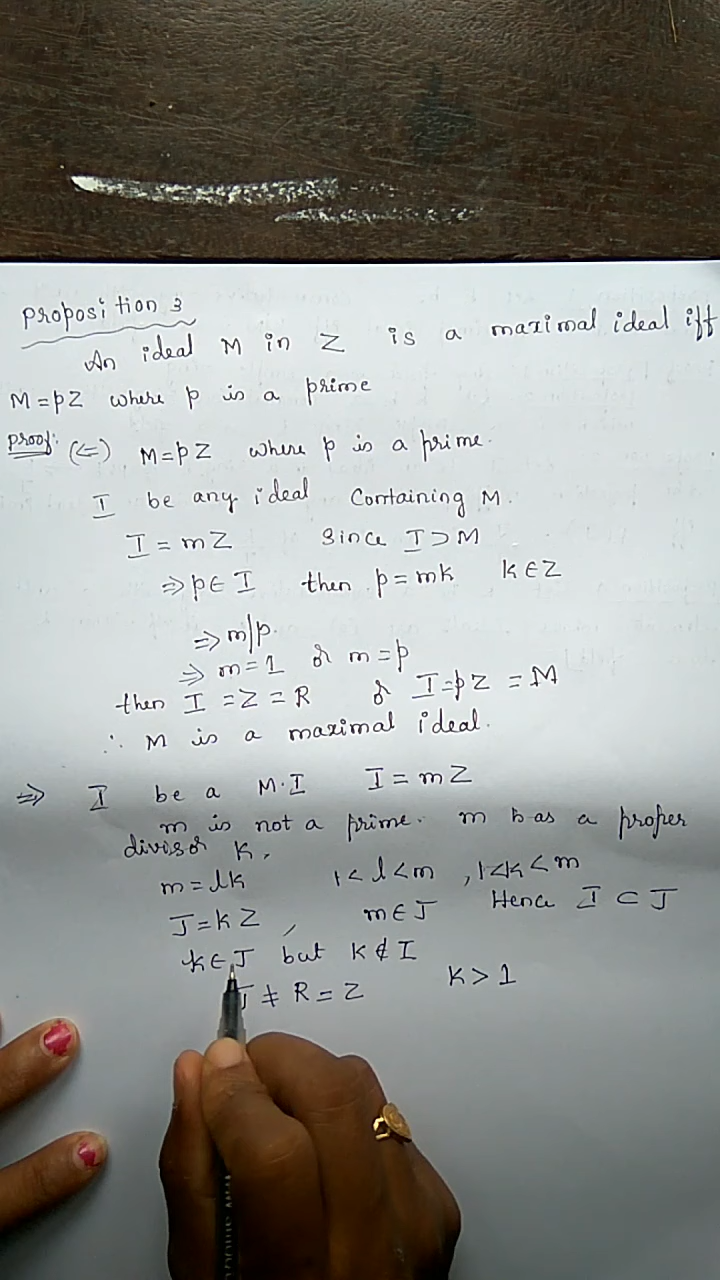 Proposition 3
An ideal M in Z is a maximal ideal iff
M = pZ where p is a prime
Proof: (⇐) M = pZ where p is a prime.
I be any ideal Containing M.
I = mZ Since I ⊃ M
⇒ p ∈ I then p = mk k ∈ Z
⇒ m/p.
⇒ m = 1 or m = p
then I = Z = R or I = pZ = M
∴ M is a maximal ideal.
⇒ I be a M.I I = mZ
m is not a prime. m has a proper
divisor k.
m = lk 1 < l < m , 1 < k < m
J = kZ , m ∈ J Hence I ⊂ J
k ∈ J but k ∉ I
J ≠ R = Z k > 1